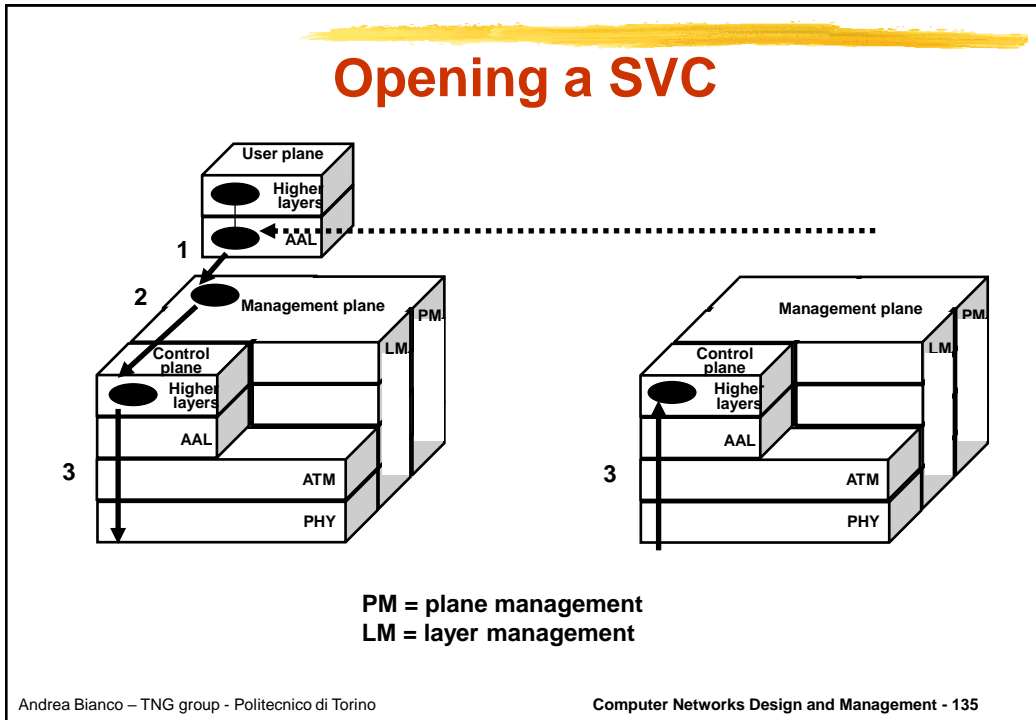 Opening a SVC
User plane
Higher
layers
AAL
1
2
Management plane
PM
LM
Control
plane
Higher
layers
AAL
3
ATM
PHY
Management plane
PM
LM
Control
plane
Higher
layers
AAL
3
ATM
PHY
PM = plane management
LM = layer management
Andrea Bianco – TNG group - Politecnico di Torino
Computer Networks Design and Management - 135